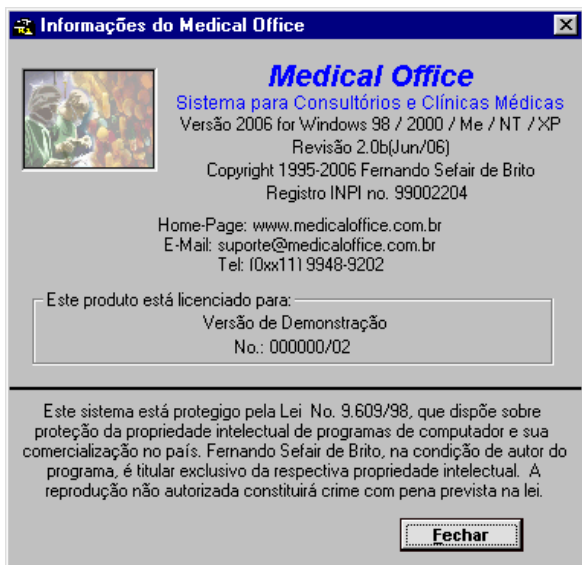 Informações do Medical Office
Medical Office
Sistema para Consultórios e Clínicas Médicas
Versão 2006 for Windows 98 / 2000 / Me / NT / XP
Revisão 2.0b(Jun/06)
Copyright 1995-2006 Fernando Sefair de Brito
Registro INPI no. 99002204
Home-Page: www.medicaloffice.com.br
E-Mail: suporte@medicaloffice.com.br
Tel: (0xx11) 9948-9202
Este produto está licenciado para:
Versão de Demonstração
No.: 000000/02
Este sistema está protegigo pela Lei No. 9.609/98, que dispõe sobre
proteção da propriedade intelectual de programas de computador e sua
comercialização no país. Fernando Sefair de Brito, na condição de autor do
programa, é titular exclusivo da respectiva propriedade intelectual. A
reprodução não autorizada constituirá crime com pena prevista na lei.
Fechar